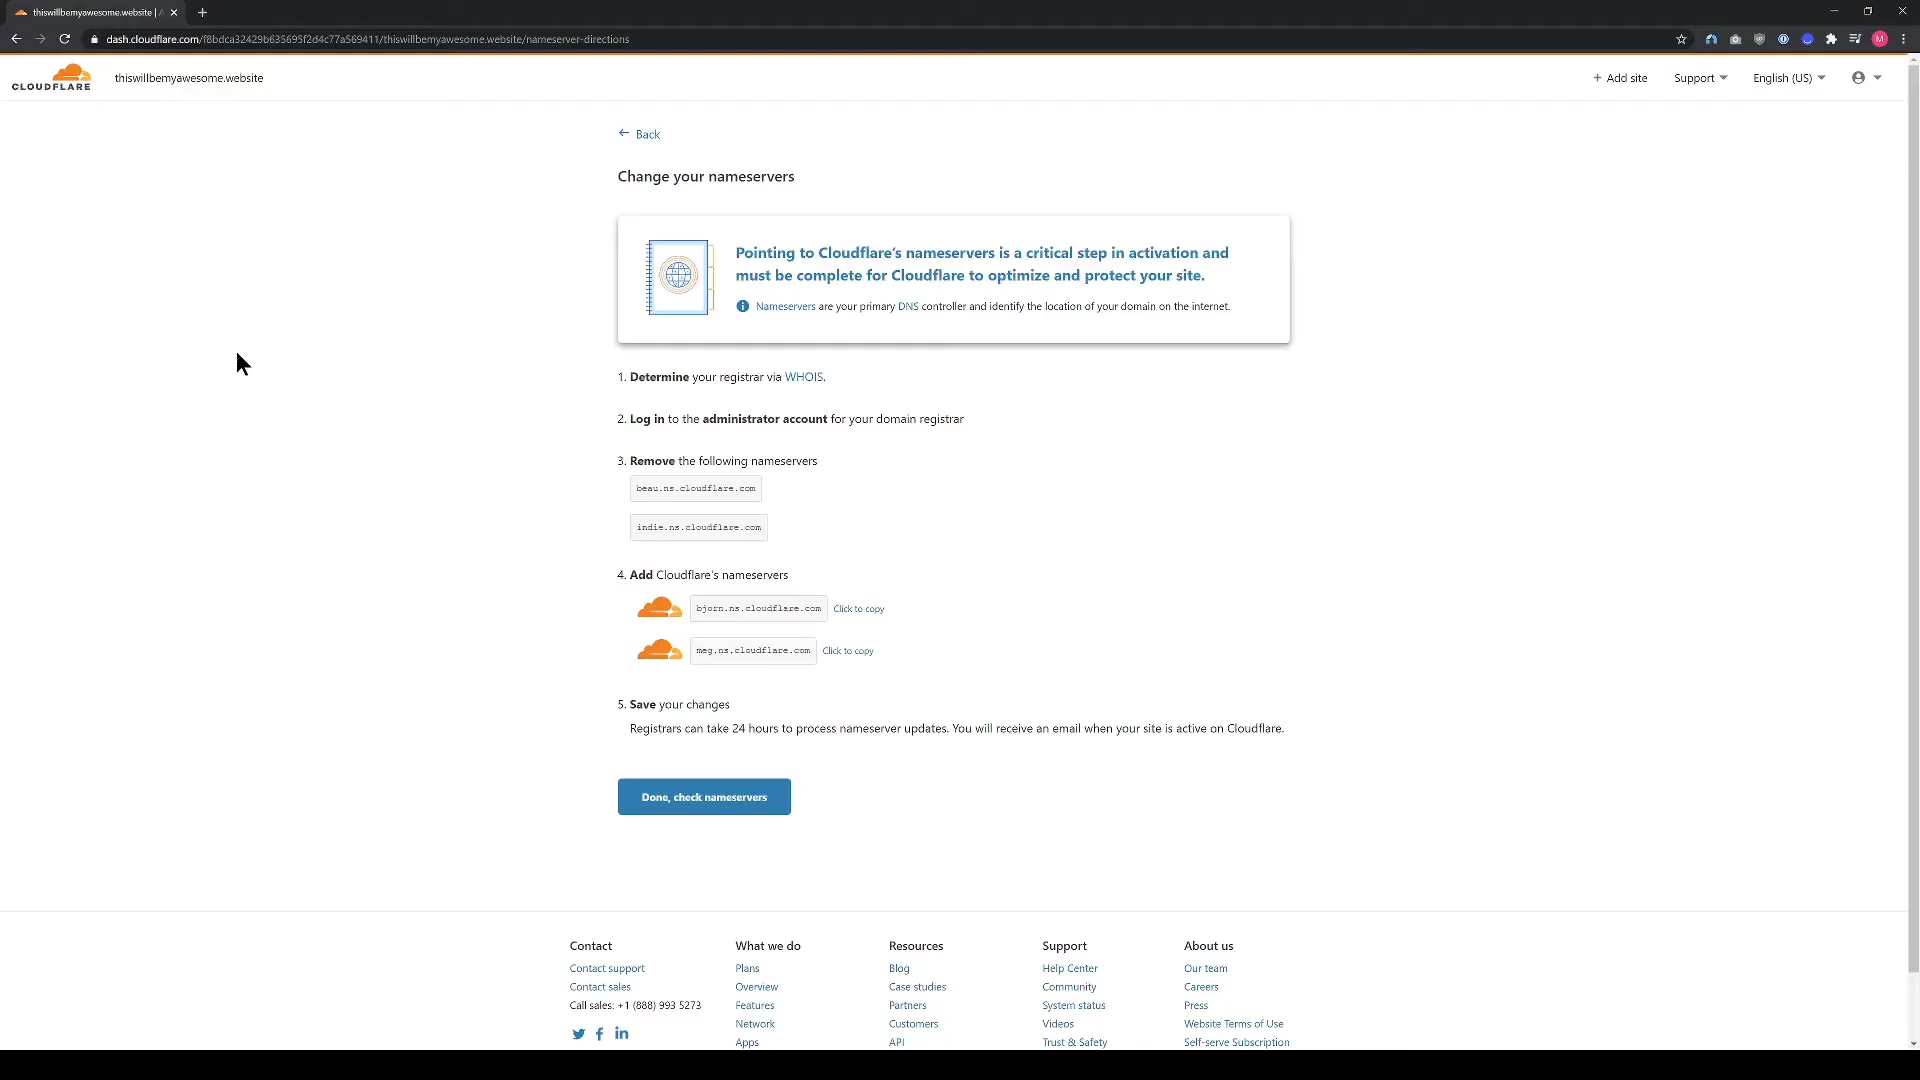 thiswillbemyawesome.website |
dash.cloudflare.com/f8bdca32429b635695f2d4c77a569411/thiswillbemyawesome.website/nameserver-directions
M
CLOUDFLARE
thiswillbemyawesome.website
+ Add site
Support
English (US)
← Back
Change your nameservers
Pointing to Cloudflare's nameservers is a critical step in activation and
must be complete for Cloudflare to optimize and protect your site.
Nameservers are your primary DNS controller and identify the location of your domain on the internet.
1. Determine your registrar via WHOIS.
2. Log in to the administrator account for your domain registrar
3. Remove the following nameservers
beau.ns.cloudflare.com
indie.ns.cloudflare.com
4. Add Cloudflare's nameservers
bjorn.ns.cloudflare.com Click to copy
meg.ns.cloudflare.com Click to copy
5. Save your changes
Registrars can take 24 hours to process nameserver updates. You will receive an email when your site is active on Cloudflare.
Done, check nameservers
Contact
Contact support
Contact sales
Call sales: +1 (888) 993 5273
What we do
Plans
Overview
Features
Network
Apps
Resources
Blog
Case studies
Partners
Customers
API
Support
Help Center
Community
System status
Videos
Trust & Safety
About us
Our team
Careers
Press
Website Terms of Use
Self-serve Subscription